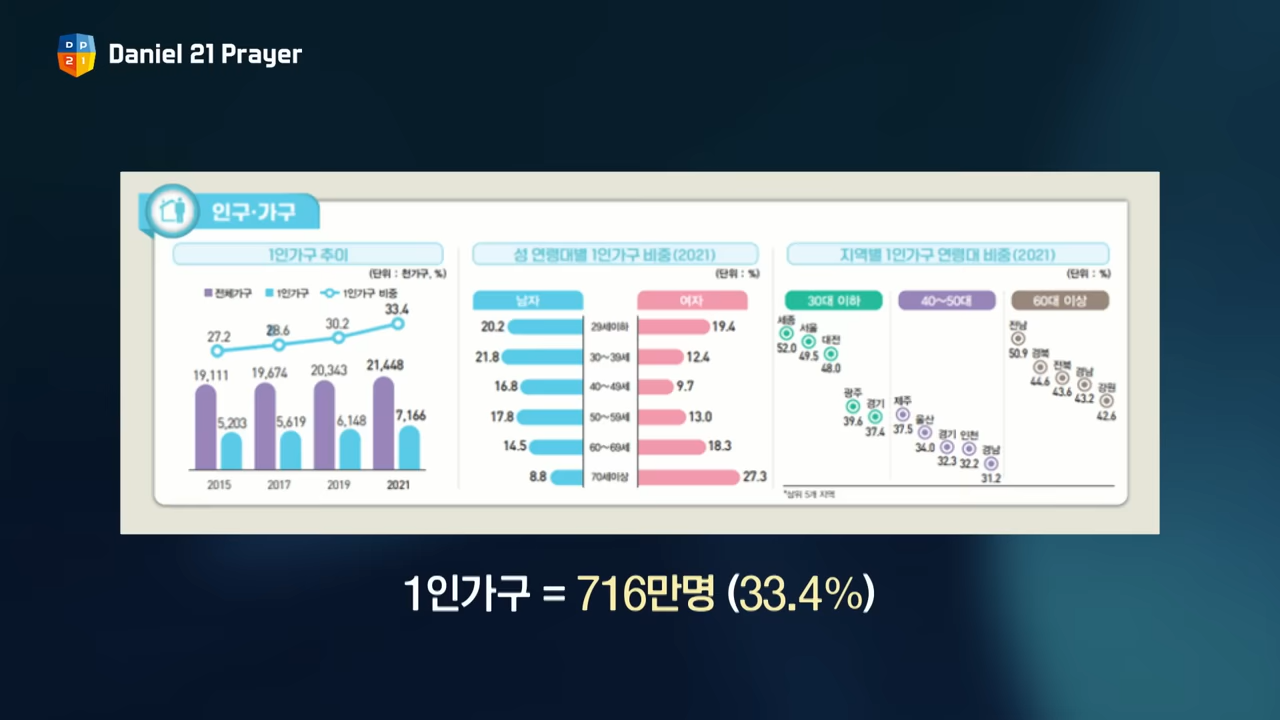 DP
21
Daniel 21 Prayer
인구·가구
1인가구 추이
(단위 : 천가구, %)
전체가구 1인가구 1인가구 비중
27.2 28.6 30.2 33.4
19,111 19,674 20,343 21,448
5,203 5,619 6,148 7,166
2015 2017 2019 2021
성 연령대별 1인가구 비중(2021)
(단위 : %)
남자 여자
20.2 29세이하 19.4
21.8 30~39세 12.4
16.8 40~49세 9.7
17.8 50~59세 13.0
14.5 60~69세 18.3
8.8 70세이상 27.3
지역별 1인가구 연령대 비중(2021)
(단위 : %)
30대 이하
세종 서울 대전 광주 경기
52.0 49.5 48.0 39.6 37.4
40~50대
제주 울산 경기 인천 경남
37.5 34.0 32.3 32.2 31.2
60대 이상
전남 경북 전북 경남 강원
50.9 44.6 43.6 43.2 42.6
*상위 5개 지역
1인가구 = 716만명 (33.4%)